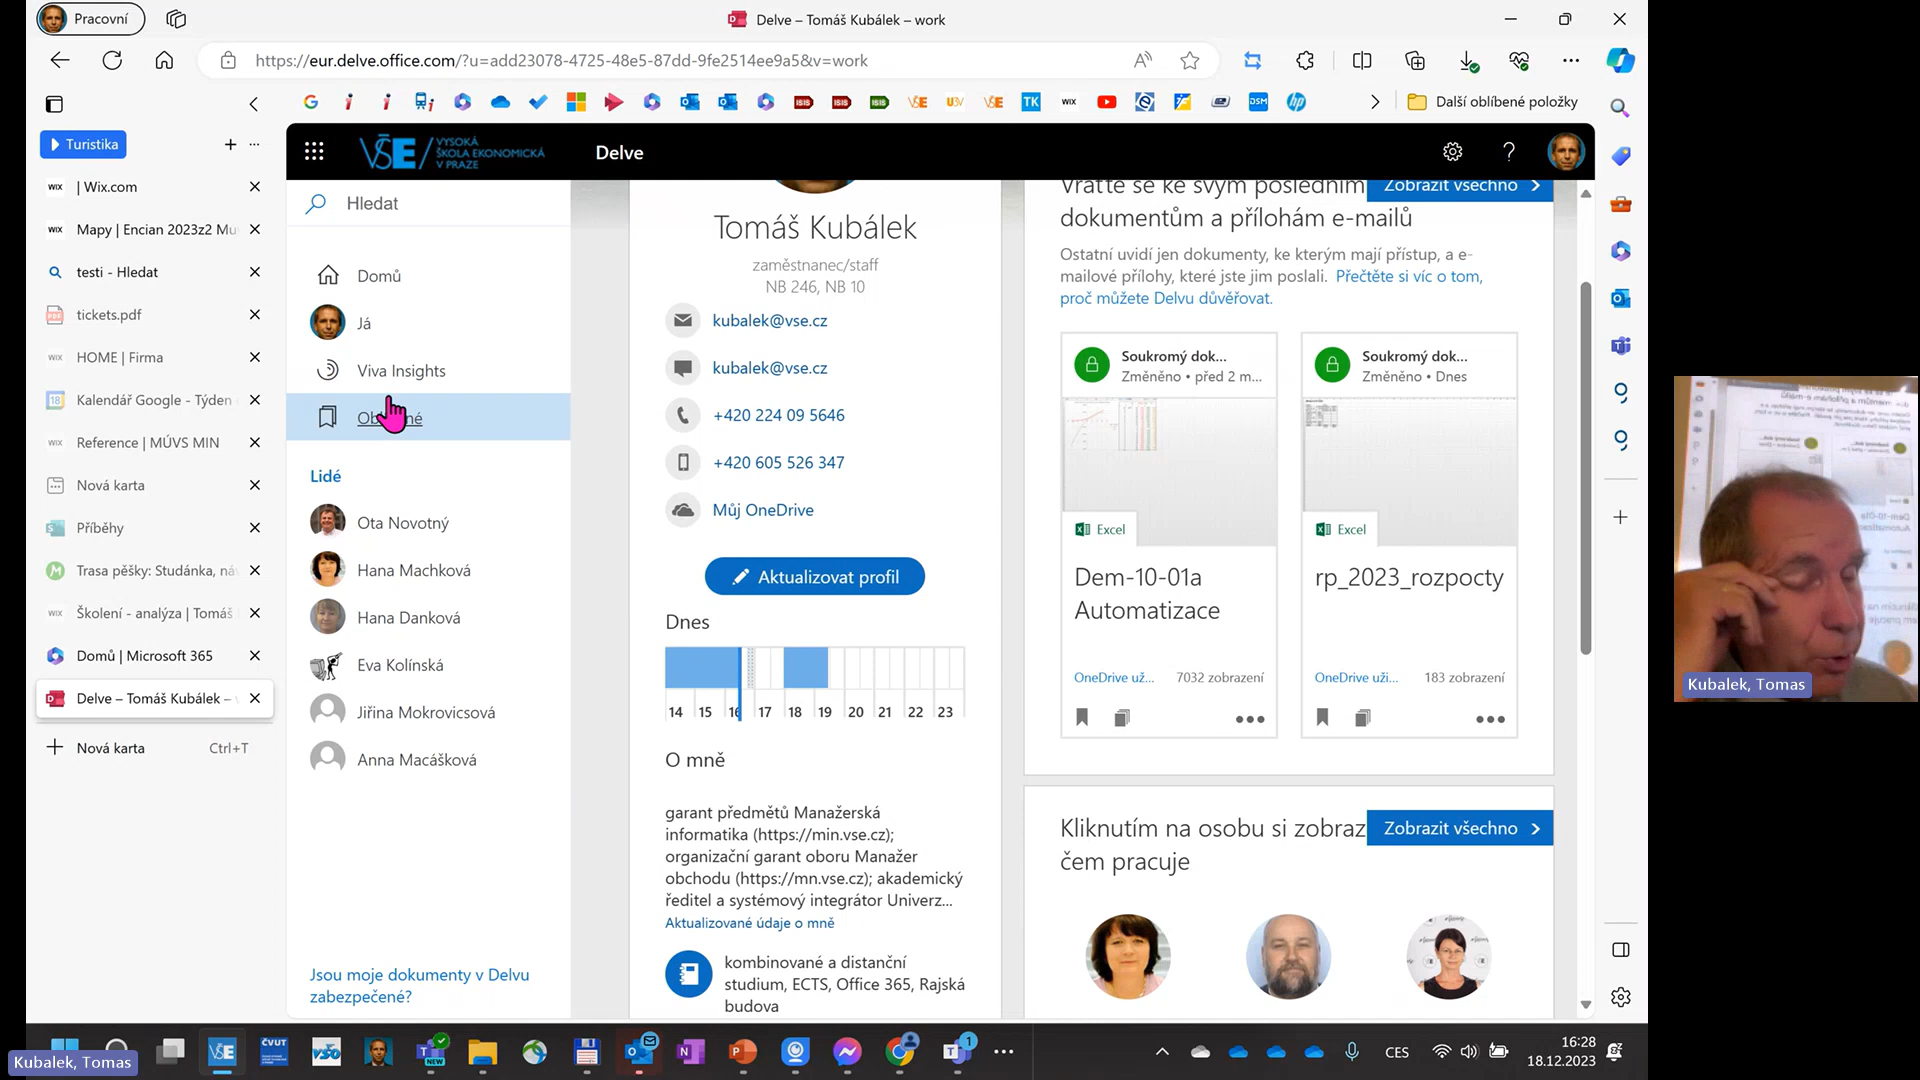 Pracovní
Delve – Tomáš Kubálek – work
https://eur.delve.office.com/?u=add23078-4725-48e5-87dd-9fe2514ee9a5&v=work
Další oblíbené položky
Turistika
| Wix.com
Mapy | Encian 2023z2 Mu
testi - Hledat
tickets.pdf
HOME | Firma
Kalendář Google - Týden
Reference | MÚVS MIN
Nová karta
Příběhy
Trasa pěšky: Studánka, ná
Školení - analýza | Tomáš
Domů | Microsoft 365
Delve – Tomáš Kubálek –
Nová karta Ctrl+T
VŠE / VYSOKÁ
ŠKOLA EKONOMICKÁ
V PRAZE
Delve
Hledat
Domů
Já
Viva Insights
Lidé
Ota Novotný
Hana Machková
Hana Danková
Eva Kolínská
Jiřina Mokrovicsová
Anna Macášková
Jsou moje dokumenty v Delvu
zabezpečené?
Tomáš Kubálek
zaměstnanec/staff
NB 246, NB 10
kubalek@vse.cz
kubalek@vse.cz
+420 224 09 5646
+420 605 526 347
Můj OneDrive
Aktualizovat profil
Dnes
14 15 16 17 18 19 20 21 22 23
O mně
garant předmětů Manažerská
informatika (https://min.vse.cz);
organizační garant oboru Manažer
obchodu (https://mn.vse.cz); akademický
ředitel a systémový integrátor Univerz...
Aktualizované údaje o mně
kombinované a distanční
studium, ECTS, Office 365, Rajská
budova
Vraťte se ke svým posledním
Zobrazit všechno
dokumentům a přílohám e-mailů
Ostatní uvidí jen dokumenty, ke kterým mají přístup, a e-
mailové přílohy, které jste jim poslali. Přečtěte si víc o tom,
proč můžete Delvu důvěřovat.
Soukromý dok...
Změněno • před 2 m...
Excel
Dem-10-01a
Automatizace
OneDrive už... 7032 zobrazení
Soukromý dok...
Změněno • Dnes
Excel
rp_2023_rozpocty
OneDrive uži... 183 zobrazení
Kliknutím na osobu si zobraz
Zobrazit všechno
čem pracuje
Kubalek, Tomas
Kubalek, Tomas
CES
16:28
18.12.2023